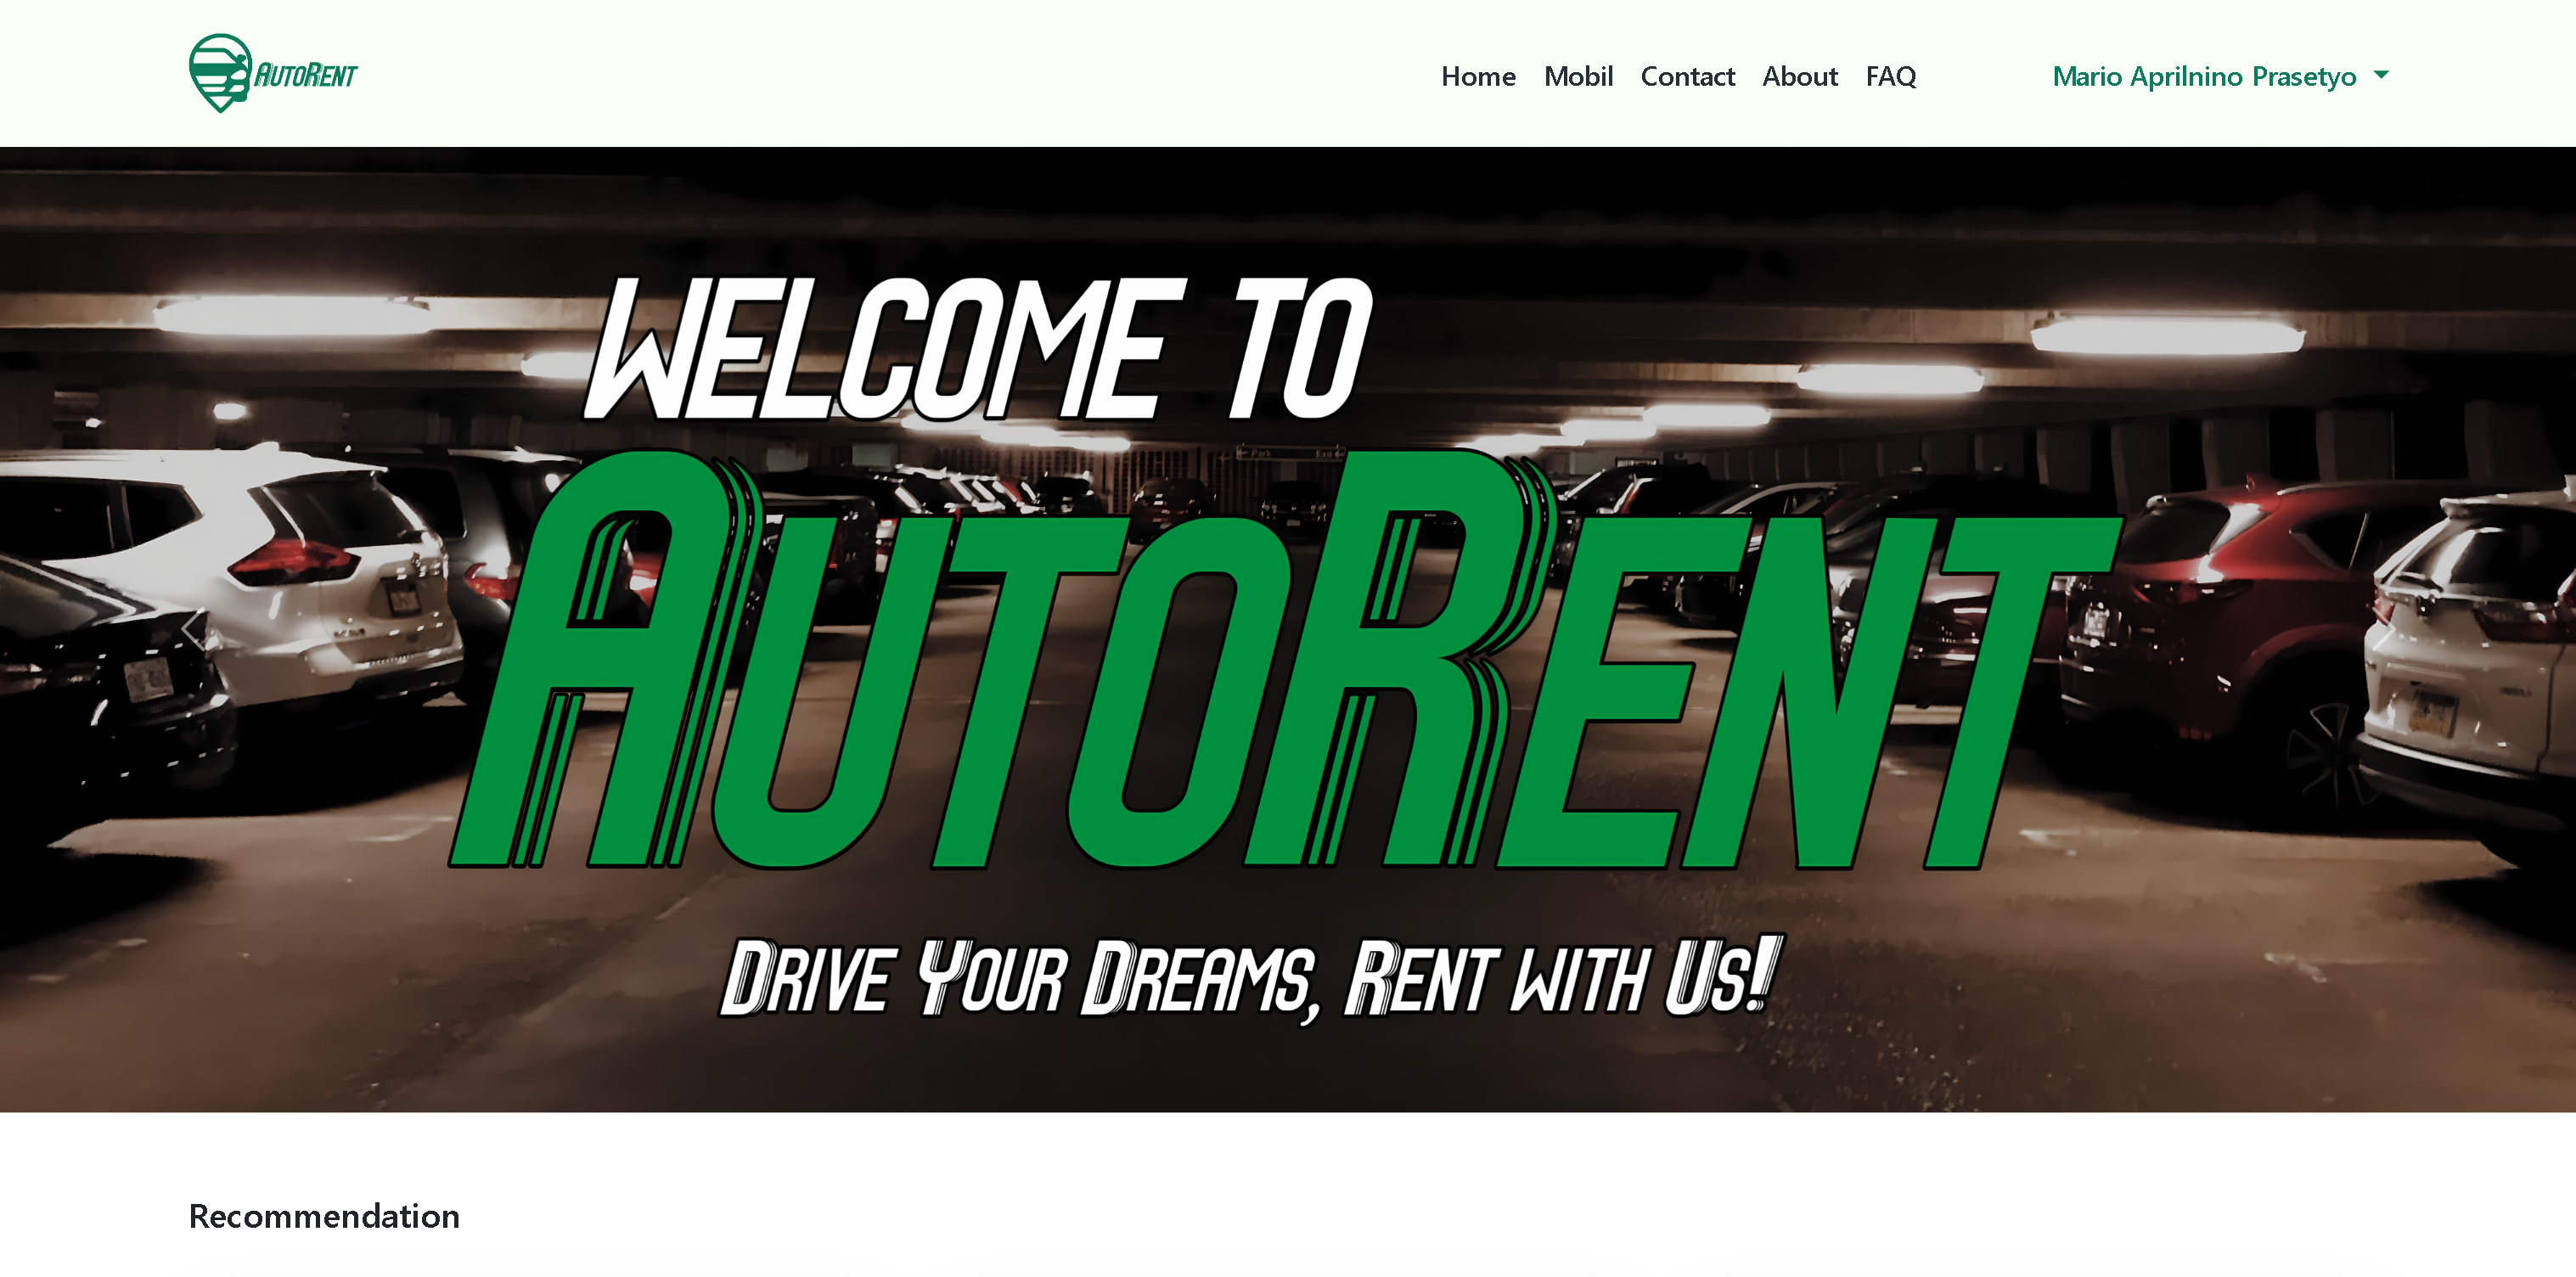 AutoRent
Home Mobil Contact About FAQ Mario Aprilnino Prasetyo
Welcome to
AutoRent
Drive Your Dreams, Rent with Us!
Recommendation